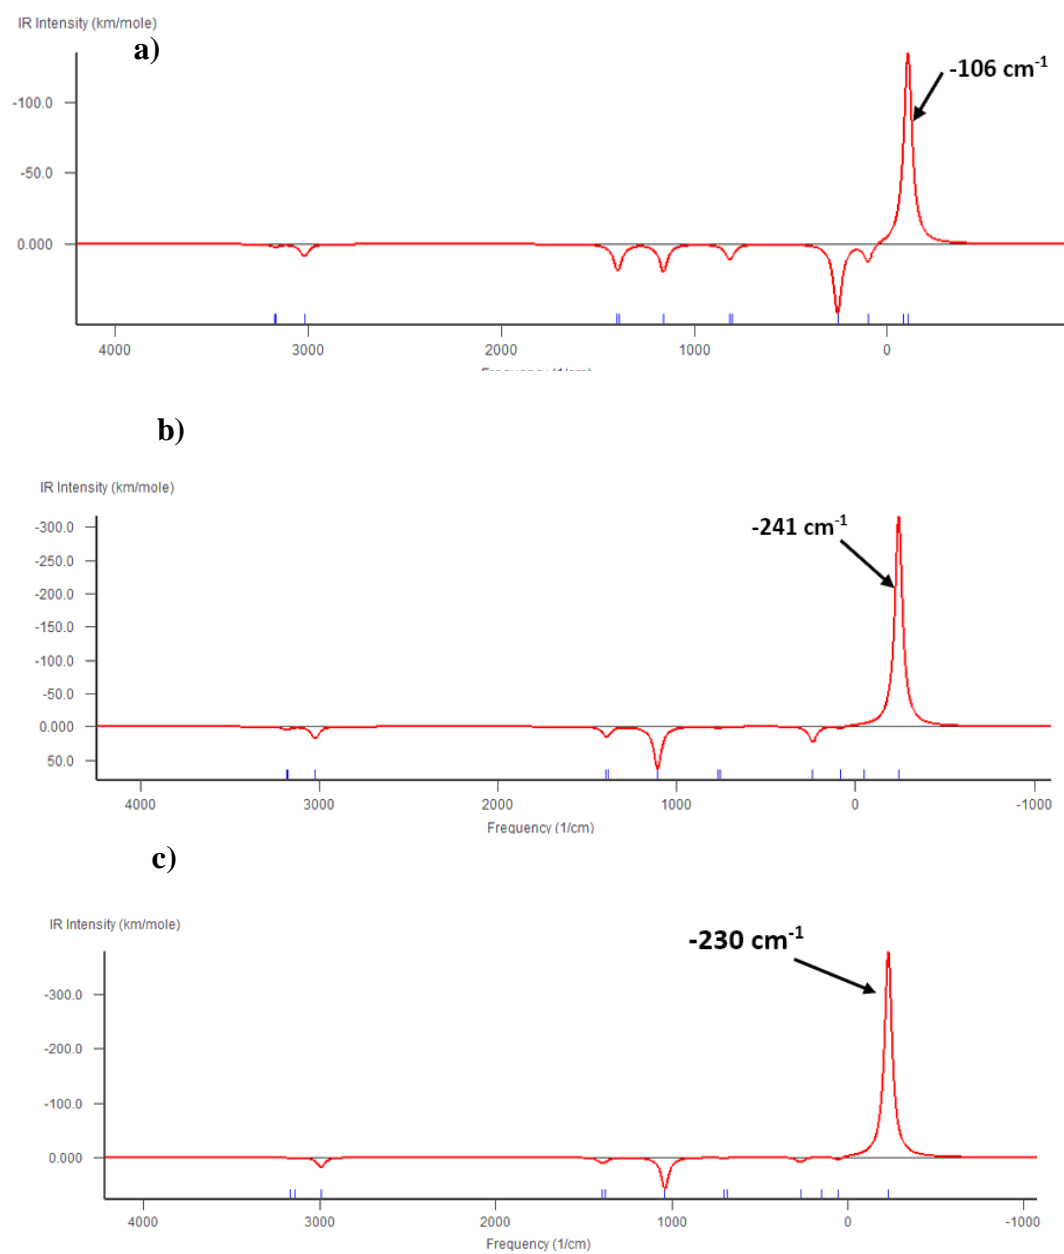 IR Intensity (km/mole)
a)
-106 cm-1
-100.0
-50.0
0.000
4000 3000 2000 1000 0
Frequency (1/cm)
b)
IR Intensity (km/mole)
-241 cm-1
-300.0
-250.0
-200.0
-150.0
-100.0
-50.0
0.000
50.0
4000 3000 2000 1000 0 -1000
Frequency (1/cm)
c)
IR Intensity (km/mole)
-230 cm-1
-300.0
-200.0
-100.0
0.000
4000 3000 2000 1000 0 -1000
Frequency (1/cm)